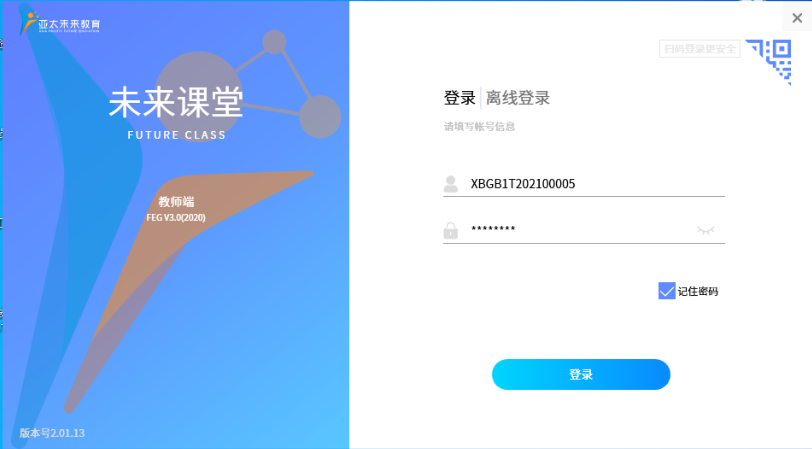 亚太未来教育
未来课堂
FUTURE CLASS
教师端
FEG V3.0(2020)
版本号2.01.13
扫码登录更安全
登录 离线登录
请填写帐号信息
XBGB1T202100005
********
记住密码
登录